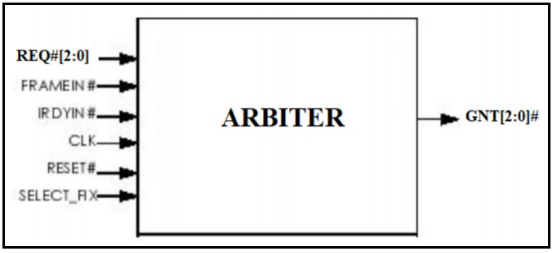 REQ#[2:0]
FRAMEIN#
IRDYIN#
CLK
RESET#
SELECT_FIX
ARBITER
GNT[2:0]#